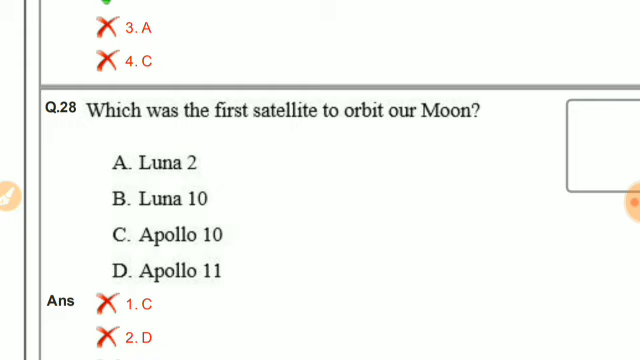 3. A
4. C
Q.28 Which was the first satellite to orbit our Moon?
A. Luna 2
B. Luna 10
C. Apollo 10
D. Apollo 11
Ans 1. C
2. D